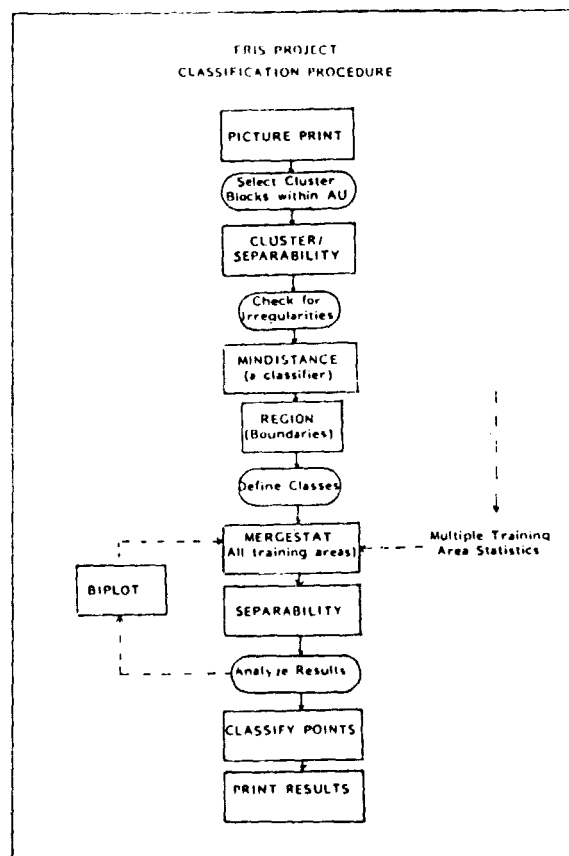 FRIS PROJECT
CLASSIFICATION PROCEDURE
PICTURE PRINT
Select Cluster
Blocks within AU
CLUSTER/
SEPARABILITY
Check for
Irregularities
MINDISTANCE
(a classifier)
REGION
(Boundaries)
Define Classes
MERGESTAT
All training areas)
Multiple Training
Area Statistics
BIPLOT
SEPARABILITY
Analyze Results
CLASSIFY POINTS
PRINT RESULTS